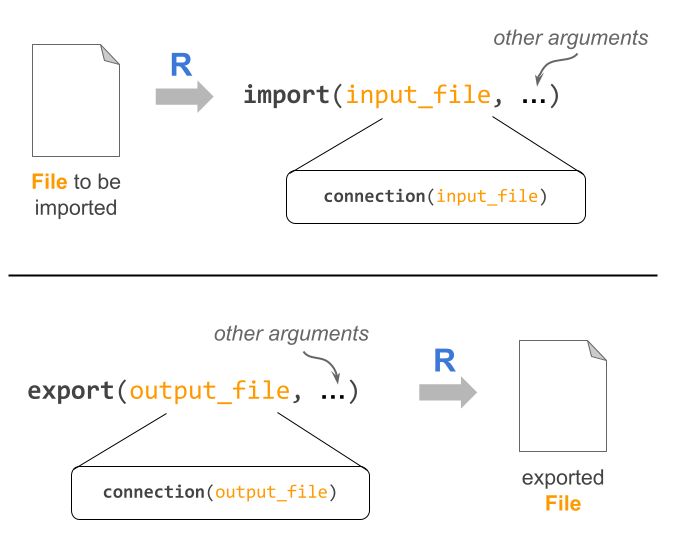 other arguments
R
import(input_file, ...)
File to be
imported
connection(input_file)
other arguments
R
export(output_file, ...)
connection(output_file)
exported
File